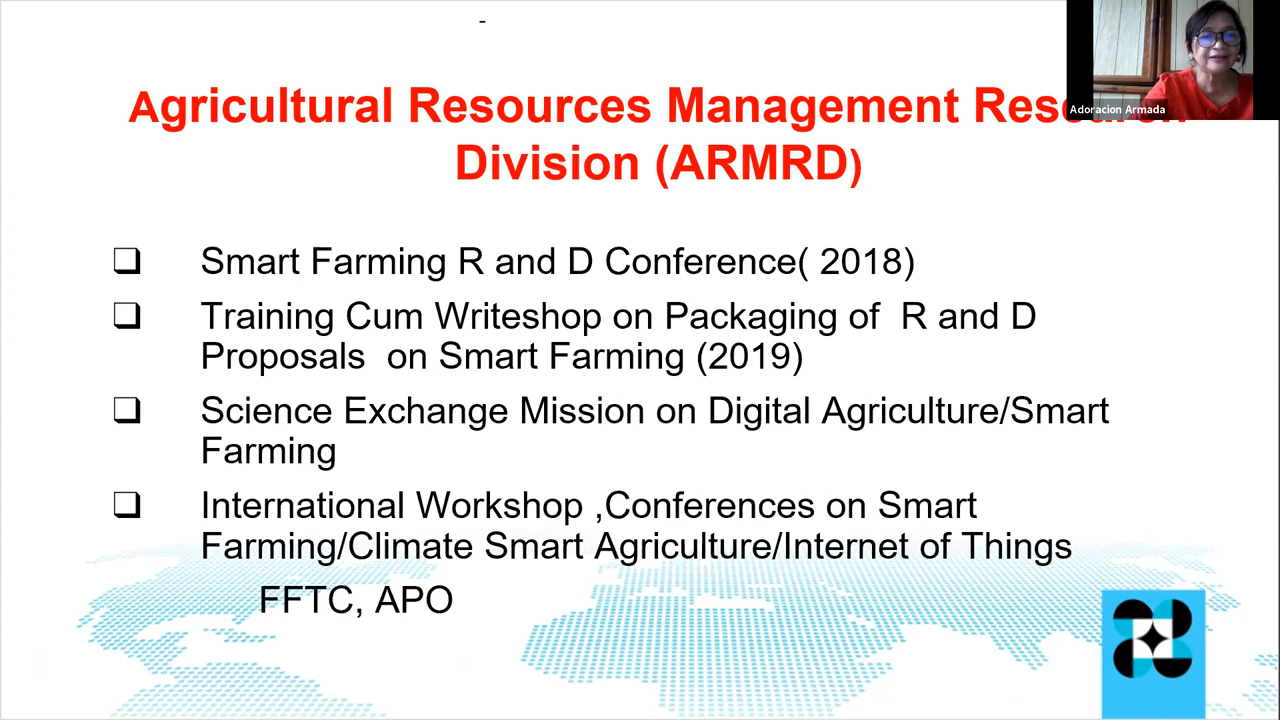 -
Agricultural Resources Management
Division (ARMRD)
❑ Smart Farming R and D Conference( 2018)
❑ Training Cum Writeshop on Packaging of  R and D
Proposals  on Smart Farming (2019)
❑ Science Exchange Mission on Digital Agriculture/Smart
Farming
❑ International Workshop ,Conferences on Smart
Farming/Climate Smart Agriculture/Internet of Things
FFTC, APO
Adoracion Armada